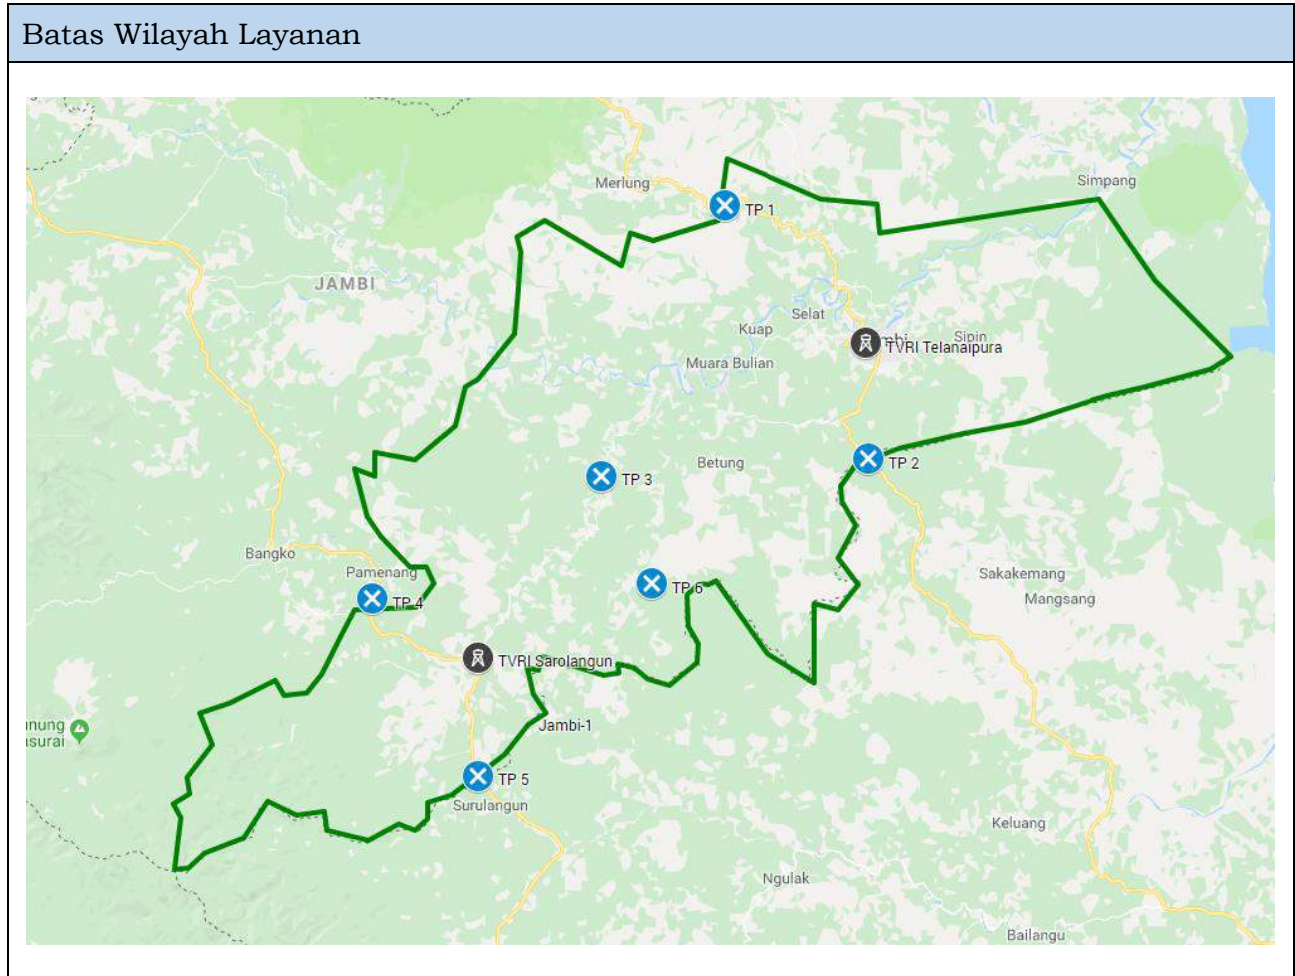 Batas Wilayah Layanan
Simpang
Merlung
TP 1
JAMBI
Selat
Kuap
Sipin
TVRI Telanaipura
Muara Bulian
Betung
TP 2
TP 3
Bangko
Pamenang
Sakakemang
TP 6
Mangsang
TP 4
TVRI Sarolangun
Jambi-1
TP 5
Surulangun
Keluang
Ngulak
Bailangu